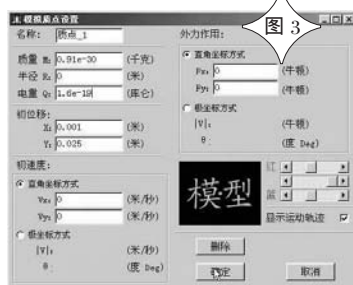 模拟质点设置
图 3
名称: 质点_1
外力作用:
质量 M: 0.91e-30 (千克)
半径 R: 0 (米)
电量 Q: 1.6e-19 (库仑)
直角坐标方式
Fx: 0 (牛顿)
Fy: 0 (牛顿)
极坐标方式
|V|: (牛顿)
θ: (度 Deg)
初位移:
X: 0.001 (米)
Y: 0.025 (米)
初速度:
直角坐标方式
Vx: 0 (米/秒)
Vy: 0 (米/秒)
极坐标方式
|V|: (米/秒)
θ: (度 Deg)
模型
红
蓝
显示运动轨迹
删除
确定
取消